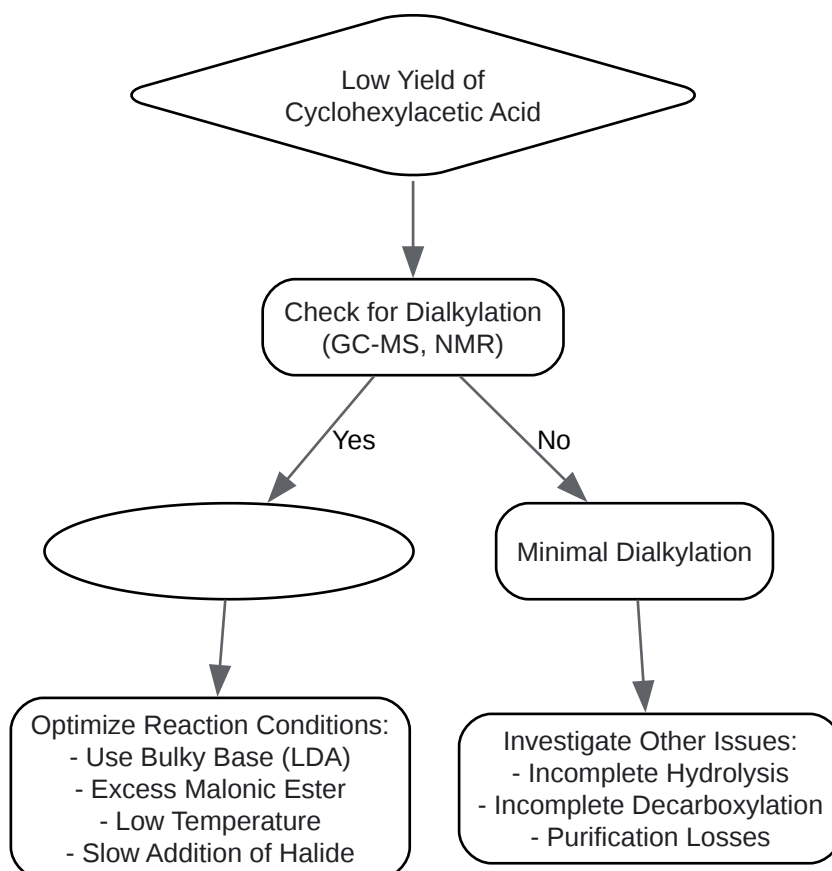 Low Yield of
Cyclohexylacetic Acid
Check for Dialkylation
(GC-MS, NMR)
Yes
No
Minimal Dialkylation
Optimize Reaction Conditions:
- Use Bulky Base (LDA)
- Excess Malonic Ester
- Low Temperature
- Slow Addition of Halide
Investigate Other Issues:
- Incomplete Hydrolysis
- Incomplete Decarboxylation
- Purification Losses